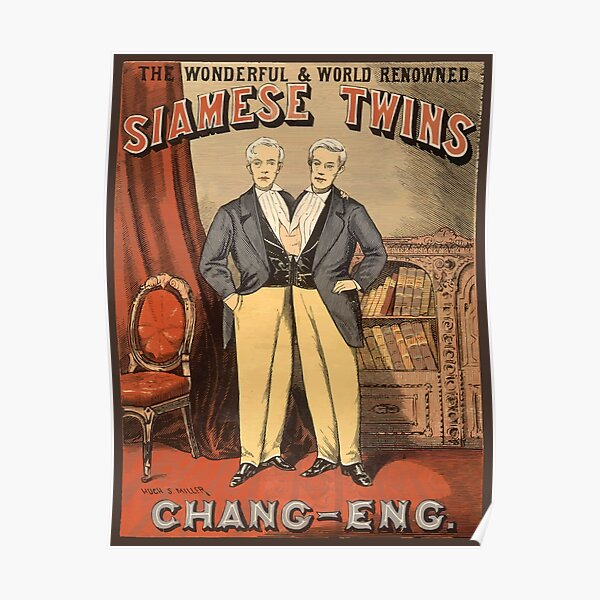 THE WONDERFUL & WORLD RENOWNED
SIAMESE TWINS
HUGH S. MILLER
CHANG-ENG.